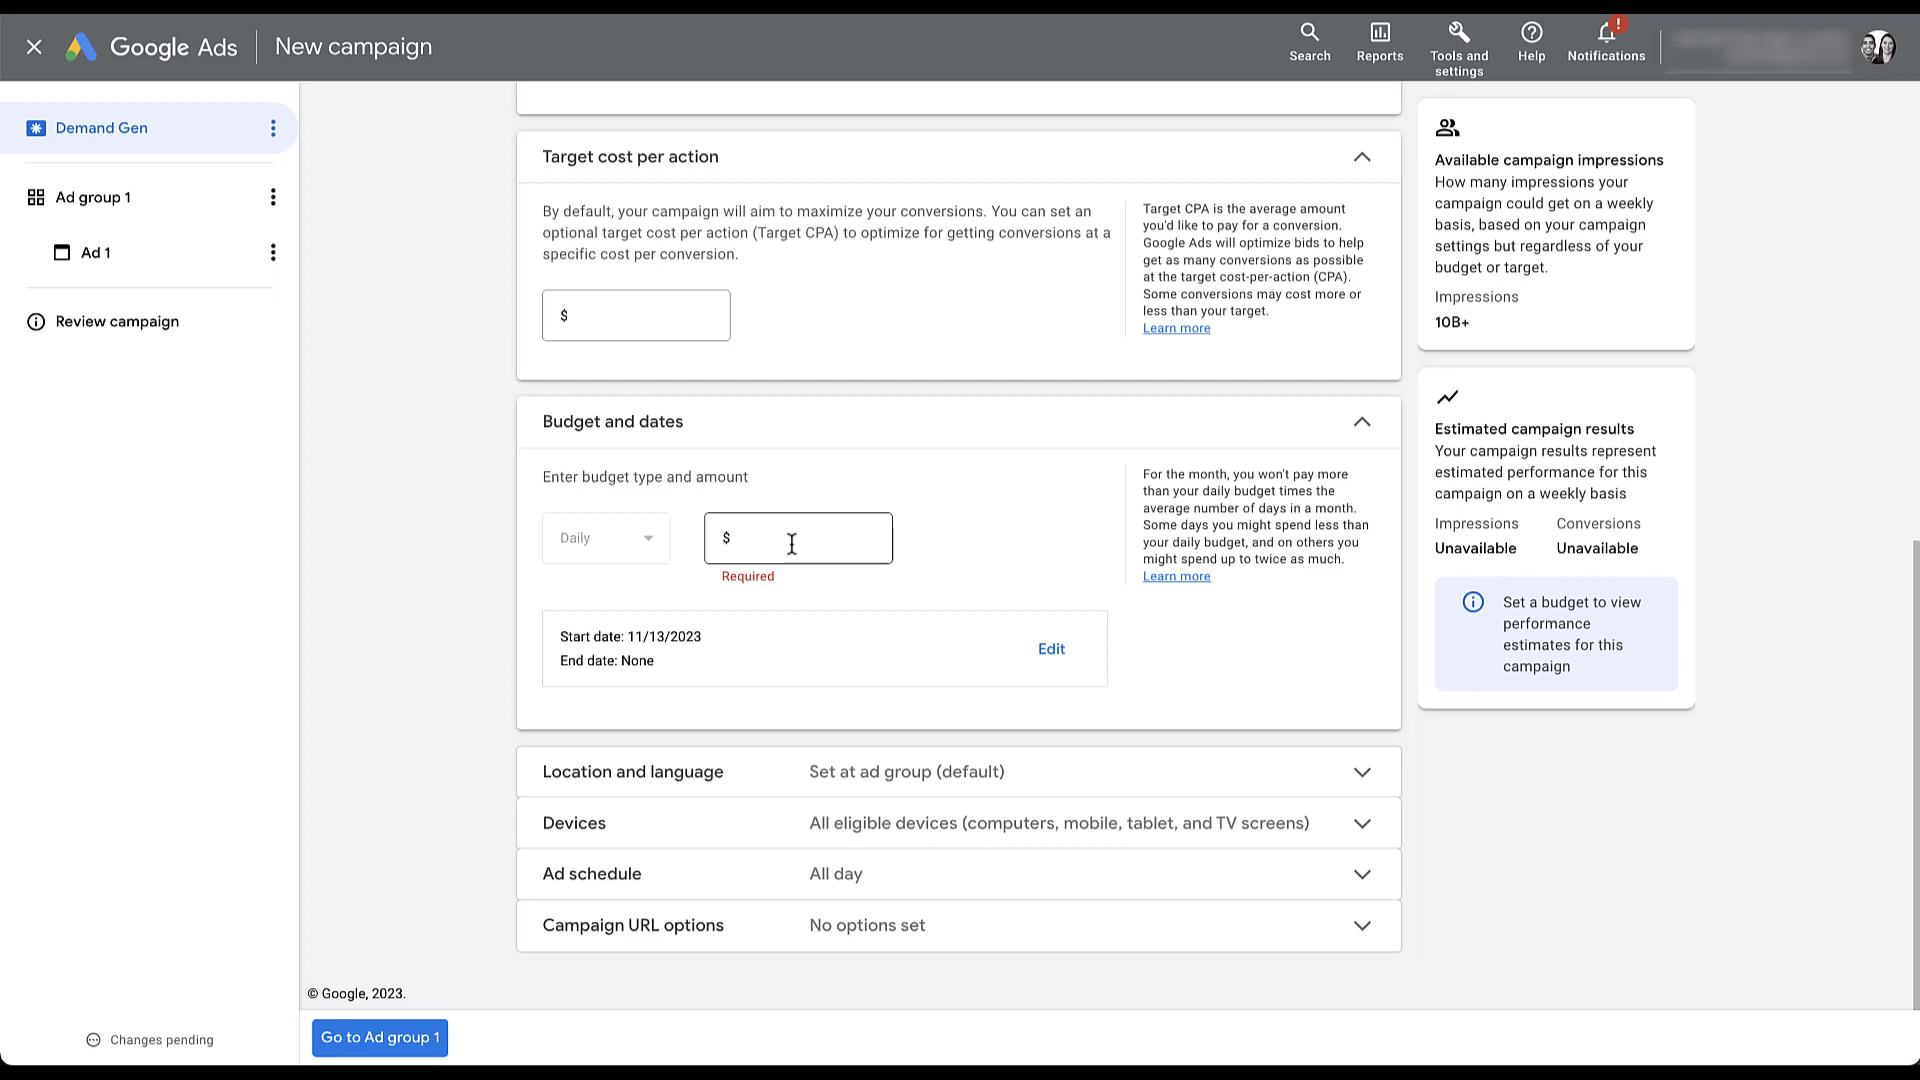 Google Ads
New campaign
Search
Reports
Tools and
settings
Help
Notifications
!
Demand Gen
Ad group 1
Ad 1
Review campaign
Target cost per action
By default, your campaign will aim to maximize your conversions. You can set an
optional target cost per action (Target CPA) to optimize for getting conversions at a
specific cost per conversion.
$
Target CPA is the average amount
you'd like to pay for a conversion.
Google Ads will optimize bids to help
get as many conversions as possible
at the target cost-per-action (CPA).
Some conversions may cost more or
less than your target.
Learn more
Budget and dates
Enter budget type and amount
Daily
$
Required
For the month, you won't pay more
than your daily budget times the
average number of days in a month.
Some days you might spend less than
your daily budget, and on others you
might spend up to twice as much.
Learn more
Start date: 11/13/2023
End date: None
Edit
Location and language
Set at ad group (default)
Devices
All eligible devices (computers, mobile, tablet, and TV screens)
Ad schedule
All day
Campaign URL options
No options set
Available campaign impressions
How many impressions your
campaign could get on a weekly
basis, based on your campaign
settings but regardless of your
budget or target.
Impressions
10B+
Estimated campaign results
Your campaign results represent
estimated performance for this
campaign on a weekly basis
Impressions
Conversions
Unavailable
Unavailable
Set a budget to view
performance
estimates for this
campaign
© Google, 2023.
Changes pending
Go to Ad group 1